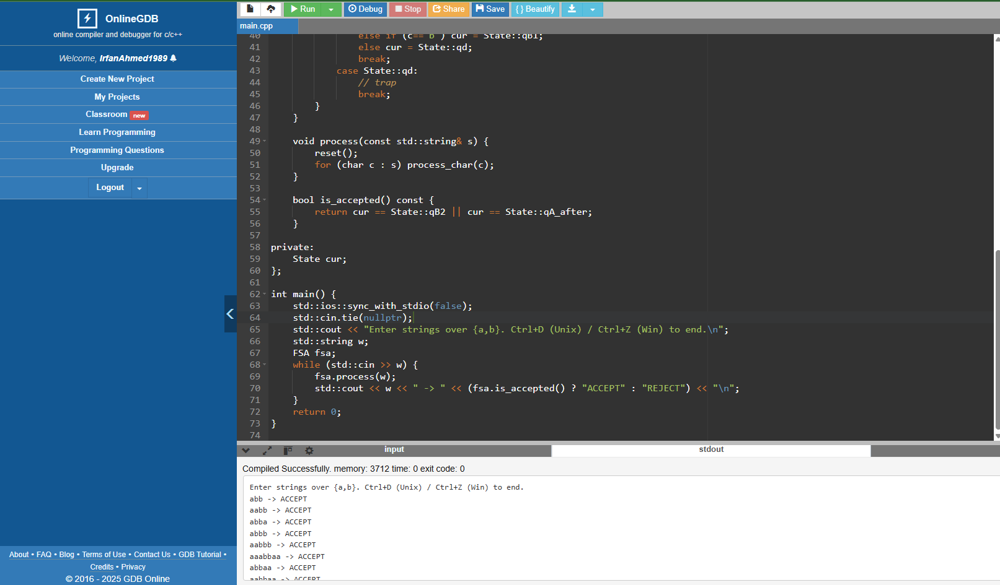 OnlineGDB
online compiler and debugger for c/c++
Welcome, IrfanAhmed1989
Create New Project
My Projects
Classroom new
Learn Programming
Programming Questions
Upgrade
Logout
About • FAQ • Blog • Terms of Use • Contact Us • GDB Tutorial •
Credits • Privacy
© 2016 - 2025 GDB Online
Run Debug Stop Share Save { } Beautify
main.cpp
40 else if (c== 'b') cur = State::qB1;
41 else cur = State::qd;
42 break;
43 case State::qd:
44 // trap
45 break;
46 }
47 }
48
49 void process(const std::string& s) {
50 reset();
51 for (char c : s) process_char(c);
52 }
53
54 bool is_accepted() const {
55 return cur == State::qB2 || cur == State::qA_after;
56 }
57
58 private:
59 State cur;
60 };
61
62 int main() {
63 std::ios::sync_with_stdio(false);
64 std::cin.tie(nullptr);
65 std::cout << "Enter strings over {a,b}. Ctrl+D (Unix) / Ctrl+Z (Win) to end.\n";
66 std::string w;
67 FSA fsa;
68 while (std::cin >> w) {
69 fsa.process(w);
70 std::cout << w << " -> " << (fsa.is_accepted() ? "ACCEPT" : "REJECT") << "\n";
71 }
72 return 0;
73 }
74
input stdout
Compiled Successfully. memory: 3712 time: 0 exit code: 0
Enter strings over {a,b}. Ctrl+D (Unix) / Ctrl+Z (Win) to end.
abb -> ACCEPT
aabb -> ACCEPT
abba -> ACCEPT
abbb -> ACCEPT
aabbb -> ACCEPT
aaabbaa -> ACCEPT
abbaa -> ACCEPT
aabbaa -> ACCEPT